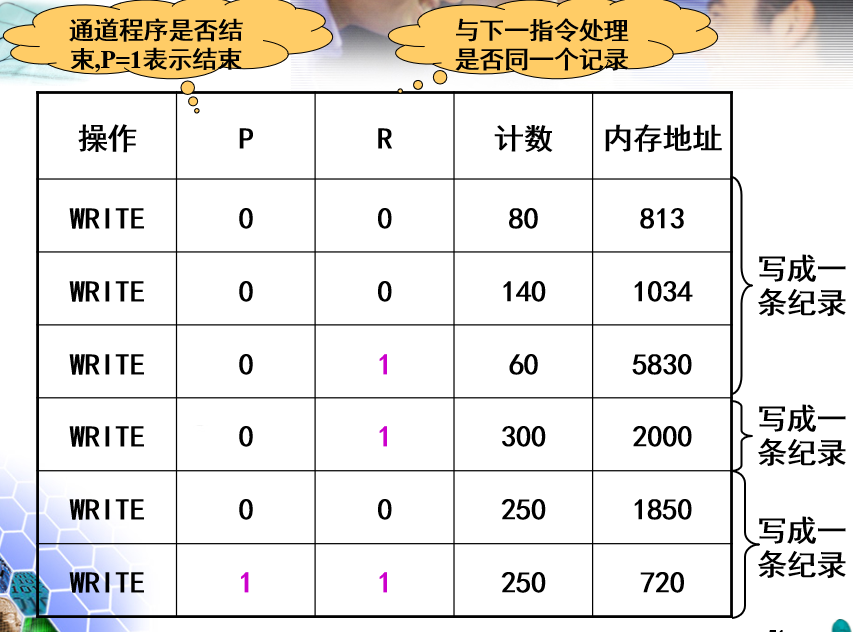 通道程序是否结
束,P=1表示结束
与下一指令处理
是否同一个记录
操作 P R 计数 内存地址
WRITE 0 0 80 813
WRITE 0 0 140 1034
WRITE 0 1 60 5830
WRITE 0 1 300 2000
WRITE 0 0 250 1850
WRITE 1 1 250 720
写成一
条纪录
写成一
条纪录
写成一
条纪录